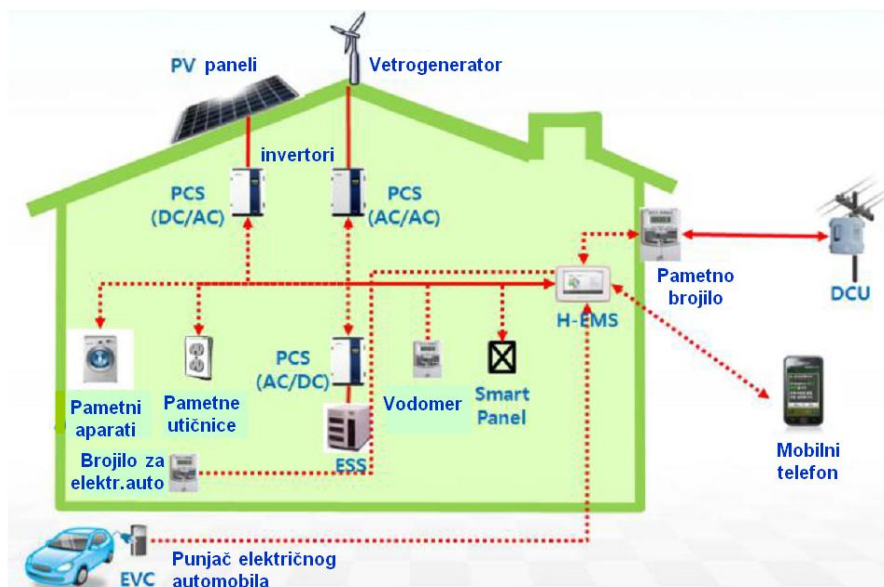 PV paneli
Vetrogenerator
invertori
PCS
(DC/AC)
PCS
(AC/AC)
Pametno
brojilo
DCU
H-EMS
PCS
(AC/DC)
Pametni
aparati
Pametne
utičnice
ESS
Vodomer
Smart
Panel
Mobilni
telefon
Brojilo za
elektr.auto
EVC
Punjač električnog
automobila